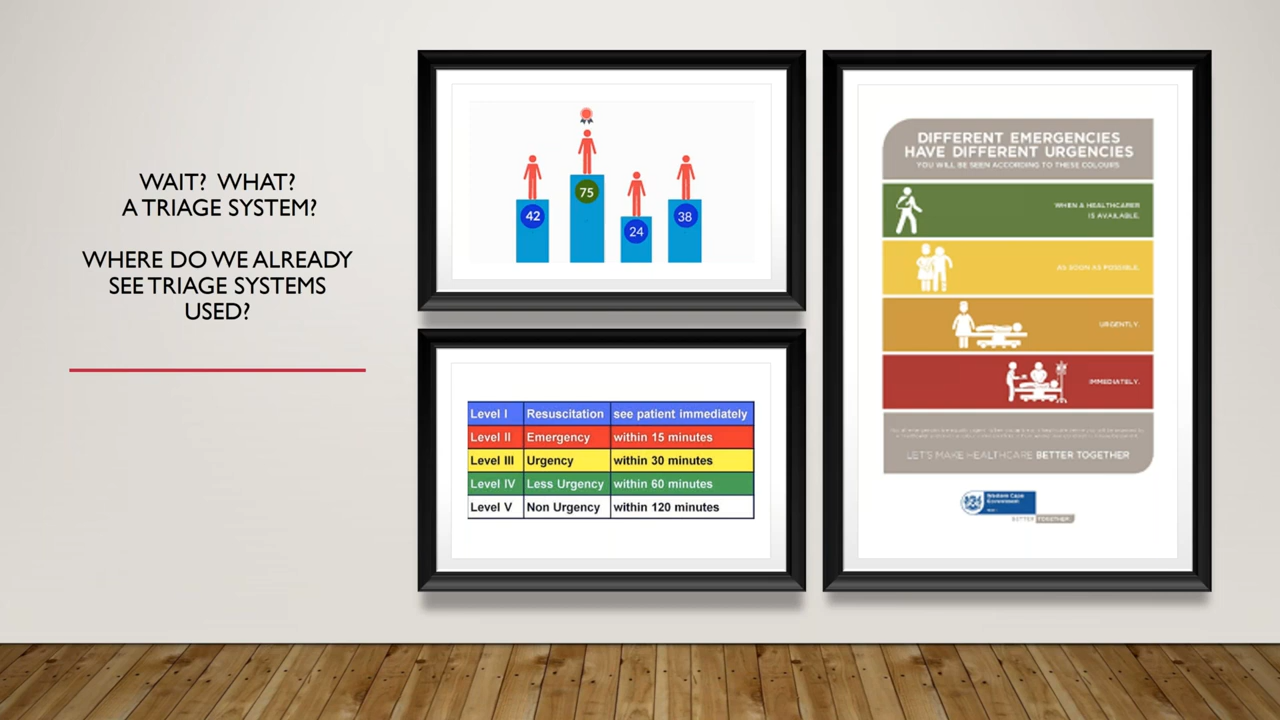 WAIT? WHAT?
A TRIAGE SYSTEM?
WHERE DO WE ALREADY
SEE TRIAGE SYSTEMS
USED?
42
75
24
38
Level I Resuscitation see patient immediately
Level II Emergency within 15 minutes
Level III Urgency within 30 minutes
Level IV Less Urgency within 60 minutes
Level V Non Urgency within 120 minutes
DIFFERENT EMERGENCIES
HAVE DIFFERENT URGENCIES
YOU WILL BE SEEN ACCORDING TO THESE COLOURS
WHEN A HEALTHCARER
IS AVAILABLE.
AS SOON AS POSSIBLE.
URGENTLY.
IMMEDIATELY.
LET'S MAKE HEALTHCARE BETTER TOGETHER
Western Cape
Government
BETTER TOGETHER.